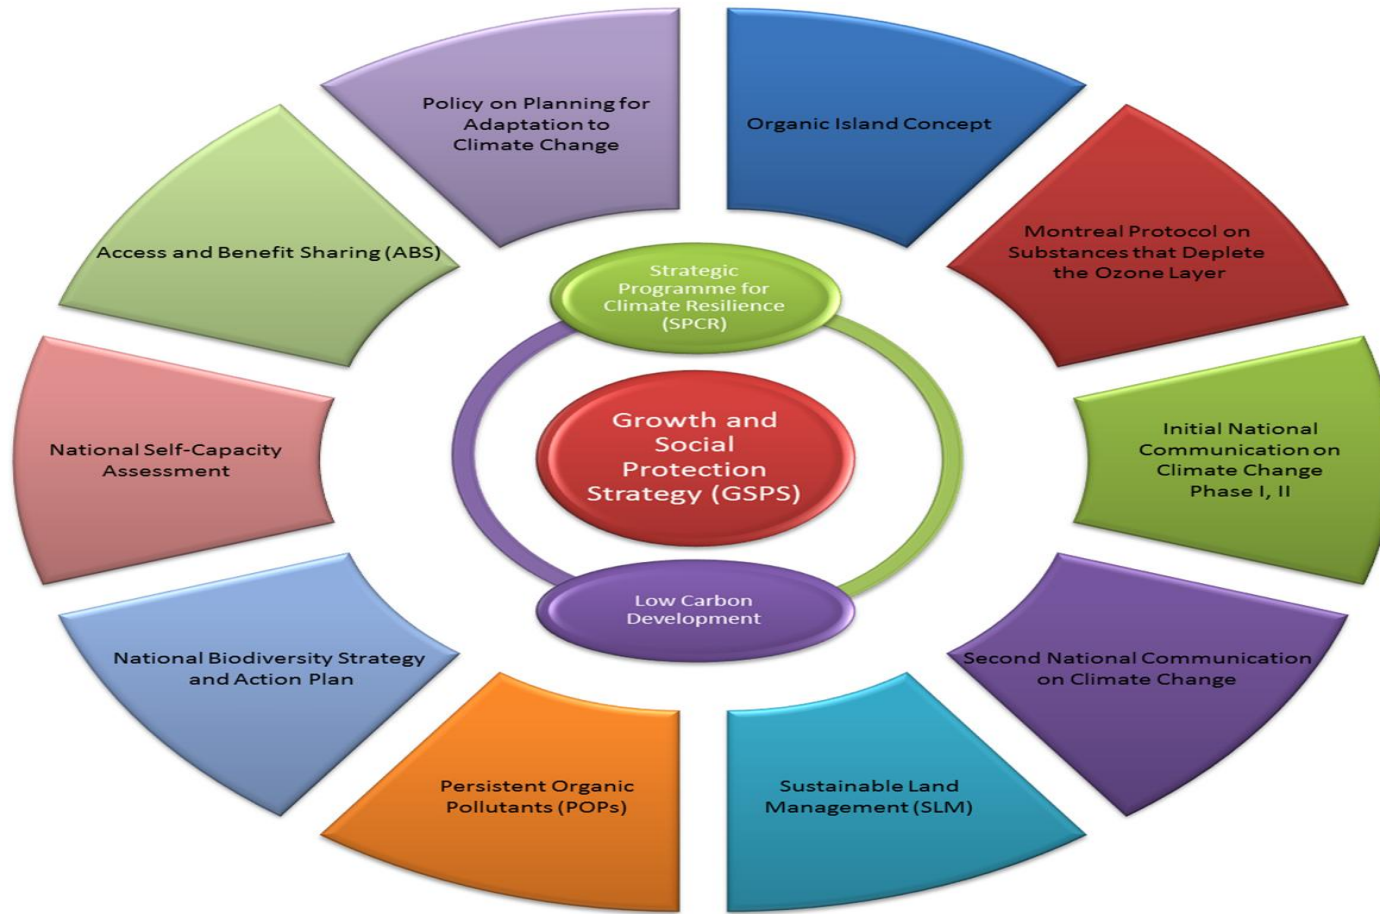 Policy on Planning for
Adaptation to
Climate Change
Organic Island Concept
Montreal Protocol on
Substances that Deplete
the Ozone Layer
Initial National
Communication on
Climate Change
Phase I, II
Second National Communication
on Climate Change
Sustainable Land
Management (SLM)
Persistent Organic
Pollutants (POPs)
National Biodiversity Strategy
and Action Plan
National Self-Capacity
Assessment
Access and Benefit Sharing (ABS)
Strategic
Programme for
Climate Resilience
(SPCR)
Growth and
Social
Protection
Strategy (GSPS)
Low Carbon
Development